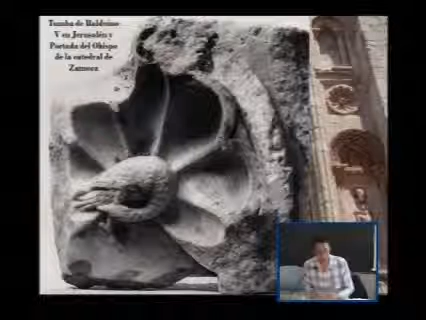 Tumba de Balduino
V en Jerusalén y
Portada del Obispo
de la catedral de
Zamora